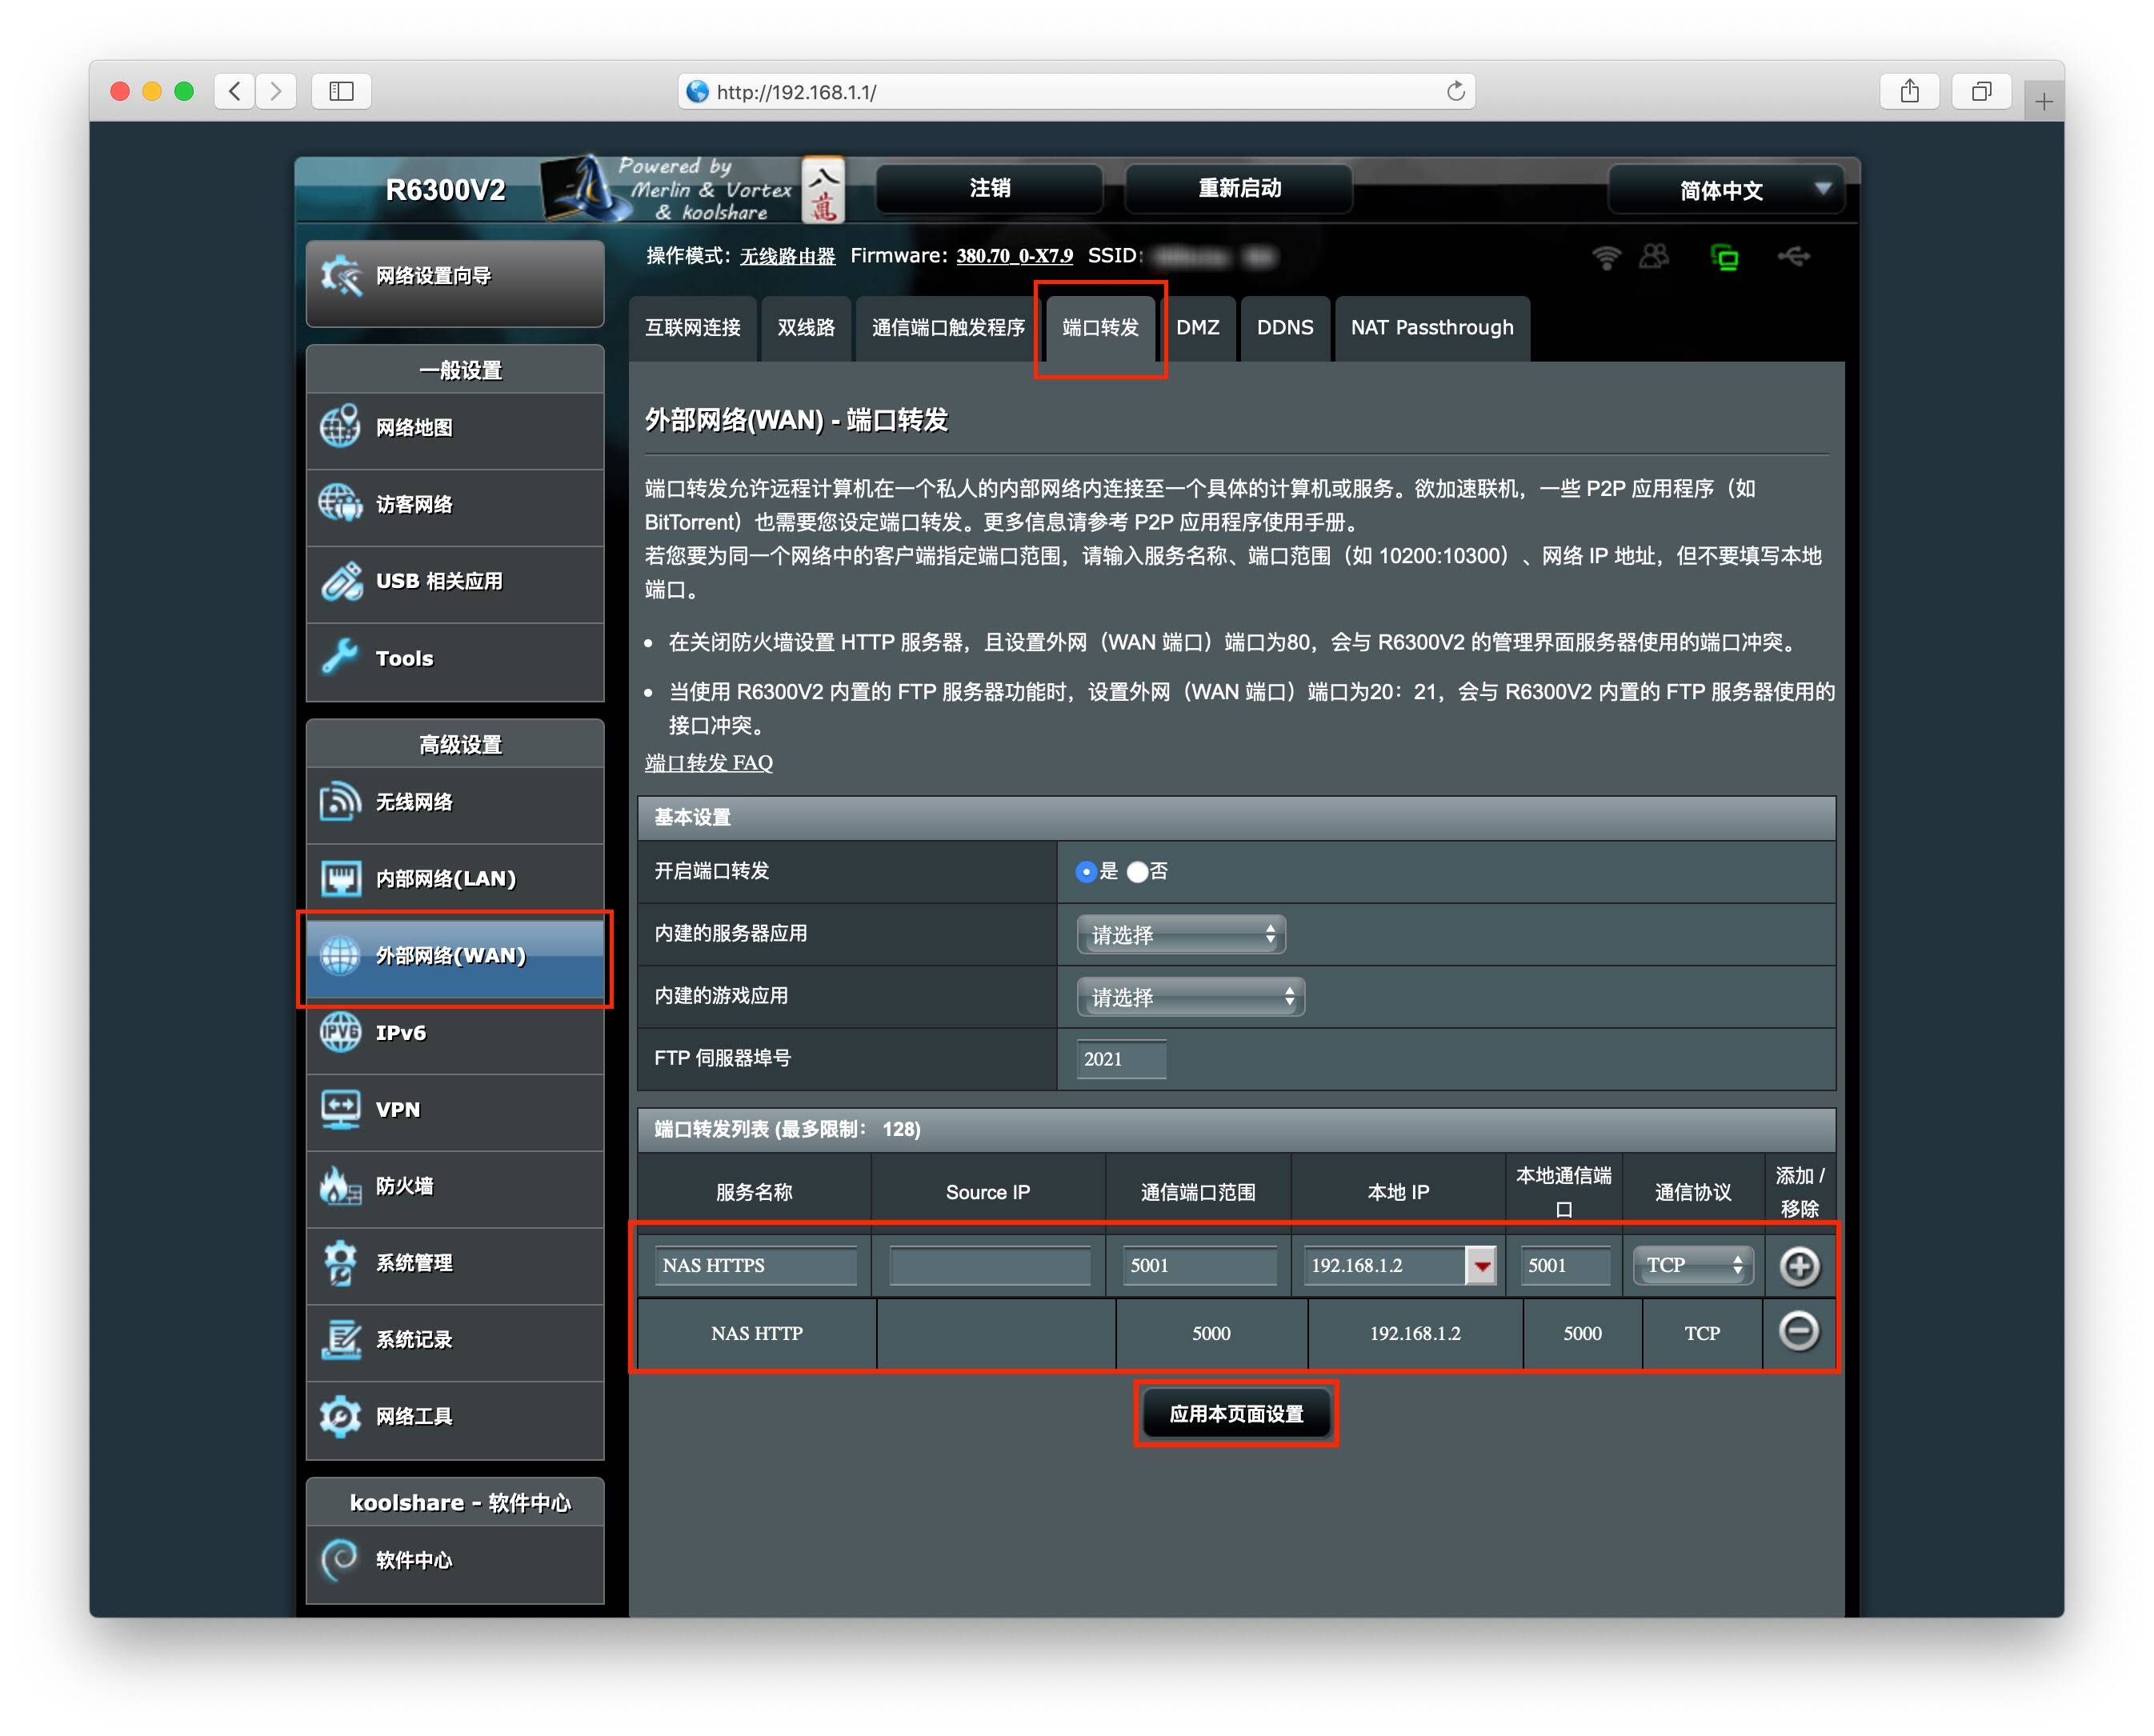 http://192.168.1.1/
R6300V2
Powered by
Merlin & Vortex
& koolshare
八
萬
注销
重新启动
简体中文
操作模式: 无线路由器 Firmware: 380.70_0-X7.9 SSID:
网络设置向导
一般设置
网络地图
访客网络
USB 相关应用
Tools
高级设置
无线网络
内部网络(LAN)
外部网络(WAN)
IPv6
VPN
防火墙
系统管理
系统记录
网络工具
koolshare - 软件中心
软件中心
互联网连接 双线路 通信端口触发程序 端口转发 DMZ DDNS NAT Passthrough
外部网络(WAN) - 端口转发
端口转发允许远程计算机在一个私人的内部网络内连接至一个具体的计算机或服务。欲加速联机，一些 P2P 应用程序（如
BitTorrent）也需要您设定端口转发。更多信息请参考 P2P 应用程序使用手册。
若您要为同一个网络中的客户端指定端口范围，请输入服务名称、端口范围（如 10200:10300）、网络 IP 地址，但不要填写本地
端口。
• 在关闭防火墙设置 HTTP 服务器，且设置外网（WAN 端口）端口为80，会与 R6300V2 的管理界面服务器使用的端口冲突。
• 当使用 R6300V2 内置的 FTP 服务器功能时，设置外网（WAN 端口）端口为20：21，会与 R6300V2 内置的 FTP 服务器使用的
接口冲突。
端口转发 FAQ
基本设置
开启端口转发 是 否
内建的服务器应用 请选择
内建的游戏应用 请选择
FTP 伺服器埠号 2021
端口转发列表 (最多限制： 128)
服务名称 Source IP 通信端口范围 本地 IP 本地通信端口 通信协议 添加 / 移除
NAS HTTPS 5001 192.168.1.2 5001 TCP
NAS HTTP 5000 192.168.1.2 5000 TCP
应用本页面设置